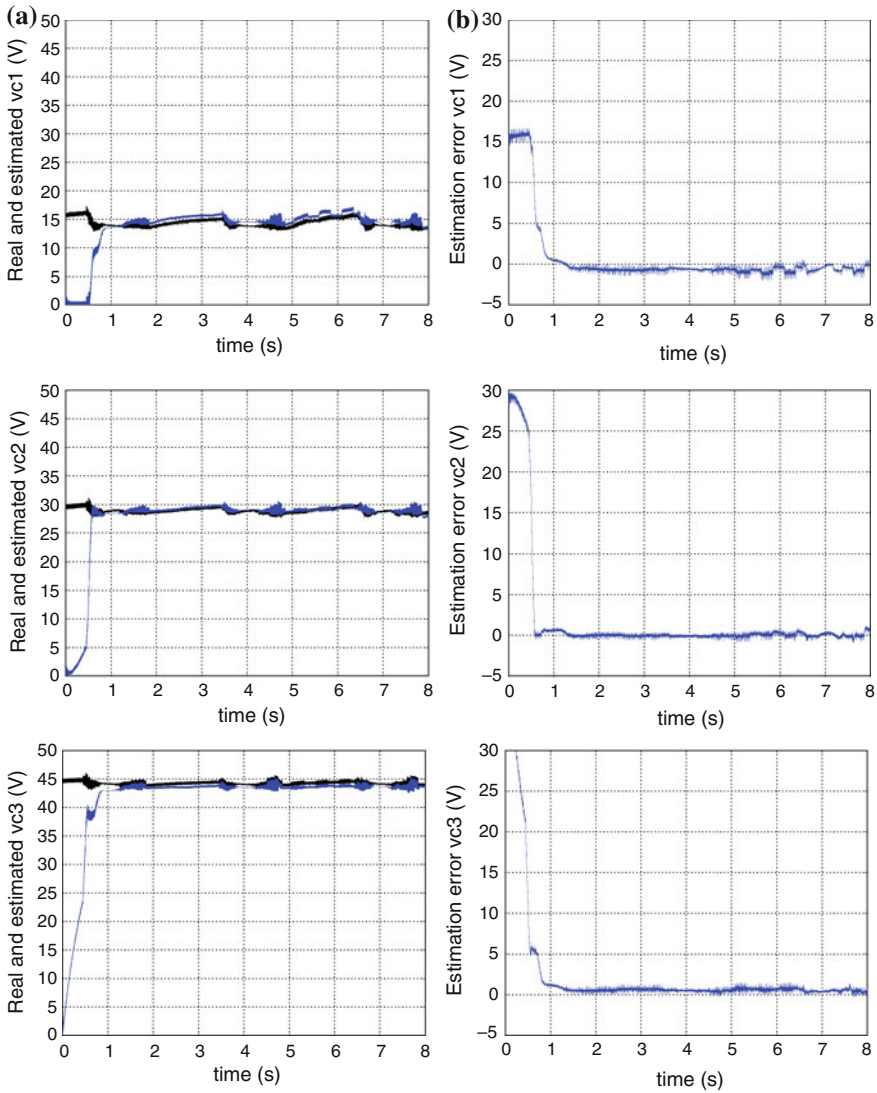 (a)
Real and estimated vc1 (V)
50
45
40
35
30
25
20
15
10
5
0
0 1 2 3 4 5 6 7 8
time (s)
(b)
Estimation error vc1 (V)
30
25
20
15
10
5
0
–5
0 1 2 3 4 5 6 7 8
time (s)
Real and estimated vc2 (V)
50
45
40
35
30
25
20
15
10
5
0
0 1 2 3 4 5 6 7 8
time (s)
Estimation error vc2 (V)
30
25
20
15
10
5
0
–5
0 1 2 3 4 5 6 7 8
time (s)
Real and estimated vc3 (V)
50
45
40
35
30
25
20
15
10
5
0
0 1 2 3 4 5 6 7 8
time (s)
Estimation error vc3 (V)
30
25
20
15
10
5
0
–5
0 1 2 3 4 5 6 7 8
time (s)